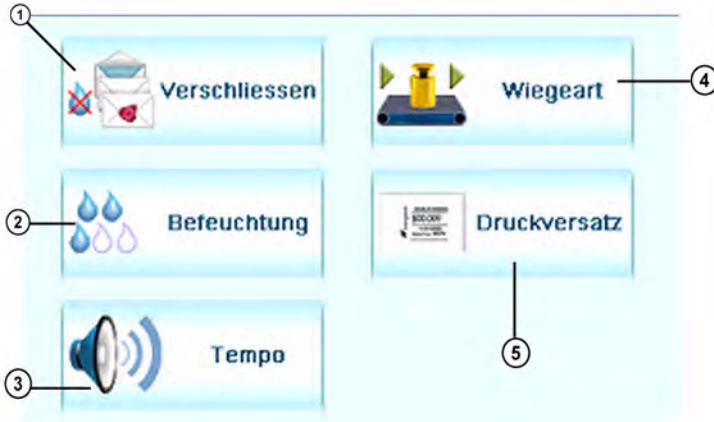 1
Verschliessen
Wiegeart
4
2
Befeuchtung
Druckversatz
5
3
Tempo